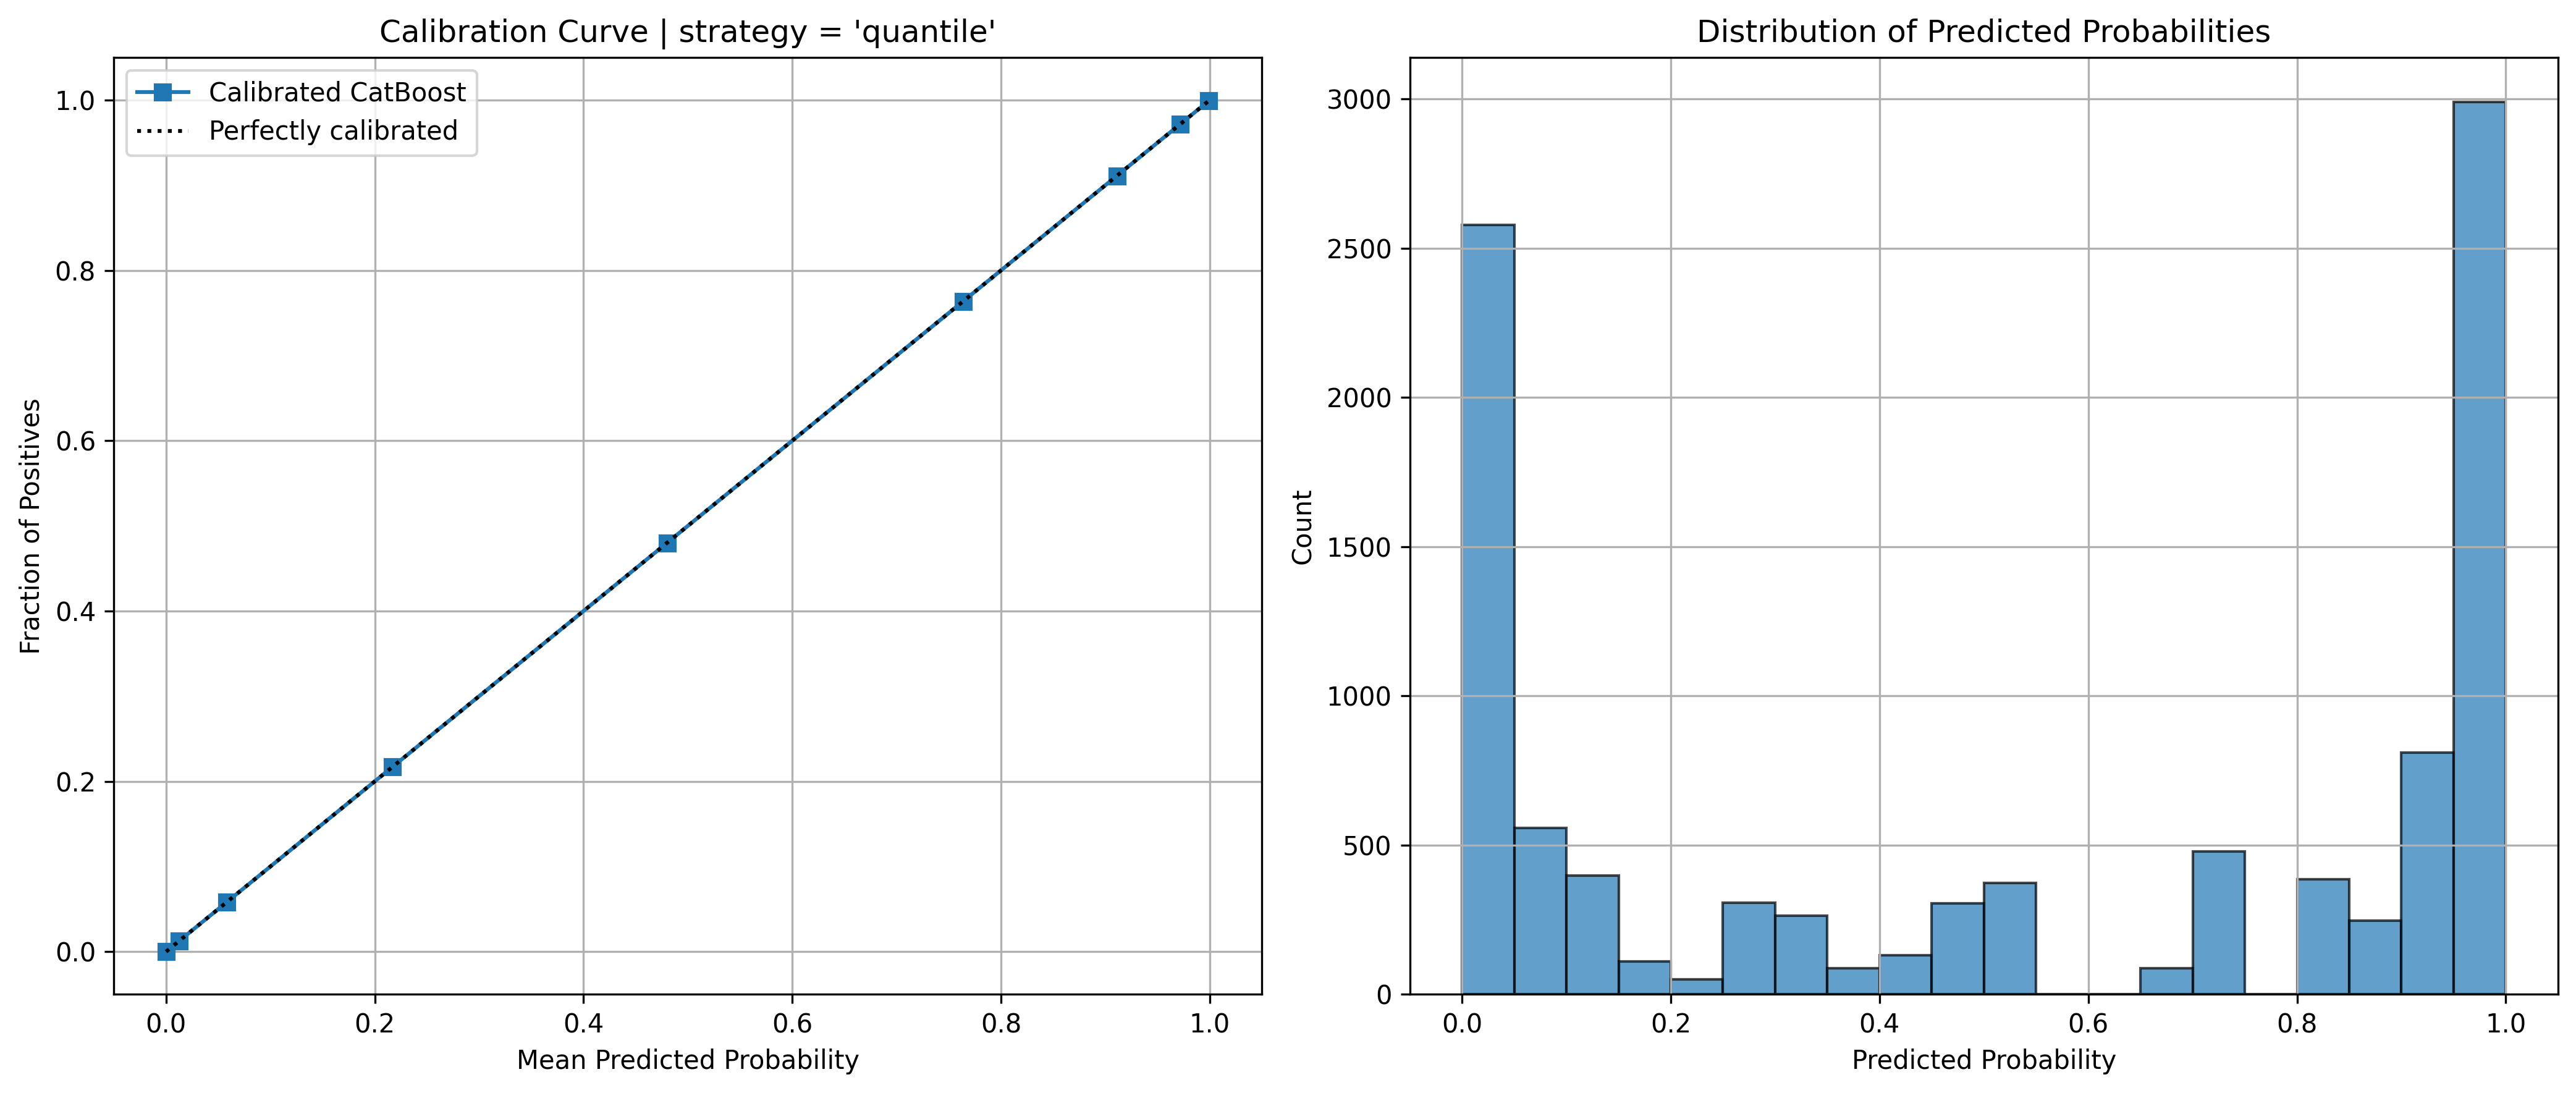 Calibration Curve | strategy = 'quantile'
Calibrated CatBoost
Perfectly calibrated
1.0
0.8
0.6
0.4
0.2
0.0
Fraction of Positives
0.0 0.2 0.4 0.6 0.8 1.0
Mean Predicted Probability
Distribution of Predicted Probabilities
3000
2500
2000
1500
1000
500
0
Count
0.0 0.2 0.4 0.6 0.8 1.0
Predicted Probability